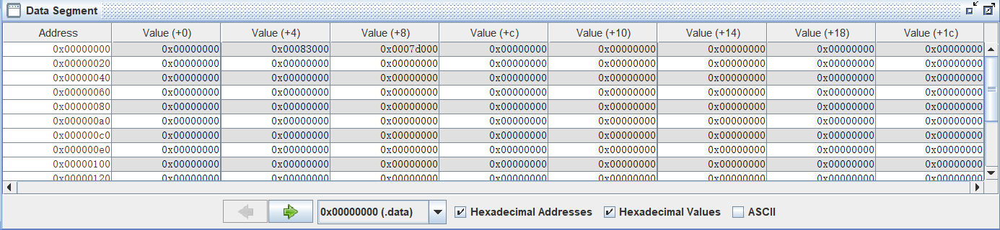 Data Segment
Address Value (+0) Value (+4) Value (+8) Value (+c) Value (+10) Value (+14) Value (+18) Value (+1c)
0x00000000 0x00000000 0x00083000 0x0007d000 0x00000000 0x00000000 0x00000000 0x00000000 0x00000000
0x00000020 0x00000000 0x00000000 0x00000000 0x00000000 0x00000000 0x00000000 0x00000000 0x00000000
0x00000040 0x00000000 0x00000000 0x00000000 0x00000000 0x00000000 0x00000000 0x00000000 0x00000000
0x00000060 0x00000000 0x00000000 0x00000000 0x00000000 0x00000000 0x00000000 0x00000000 0x00000000
0x00000080 0x00000000 0x00000000 0x00000000 0x00000000 0x00000000 0x00000000 0x00000000 0x00000000
0x000000a0 0x00000000 0x00000000 0x00000000 0x00000000 0x00000000 0x00000000 0x00000000 0x00000000
0x000000c0 0x00000000 0x00000000 0x00000000 0x00000000 0x00000000 0x00000000 0x00000000 0x00000000
0x000000e0 0x00000000 0x00000000 0x00000000 0x00000000 0x00000000 0x00000000 0x00000000 0x00000000
0x00000100 0x00000000 0x00000000 0x00000000 0x00000000 0x00000000 0x00000000 0x00000000 0x00000000
0x00000120 0x00000000 0x00000000 0x00000000 0x00000000 0x00000000 0x00000000 0x00000000 0x00000000
0x00000000 (.data) Hexadecimal Addresses Hexadecimal Values ASCII